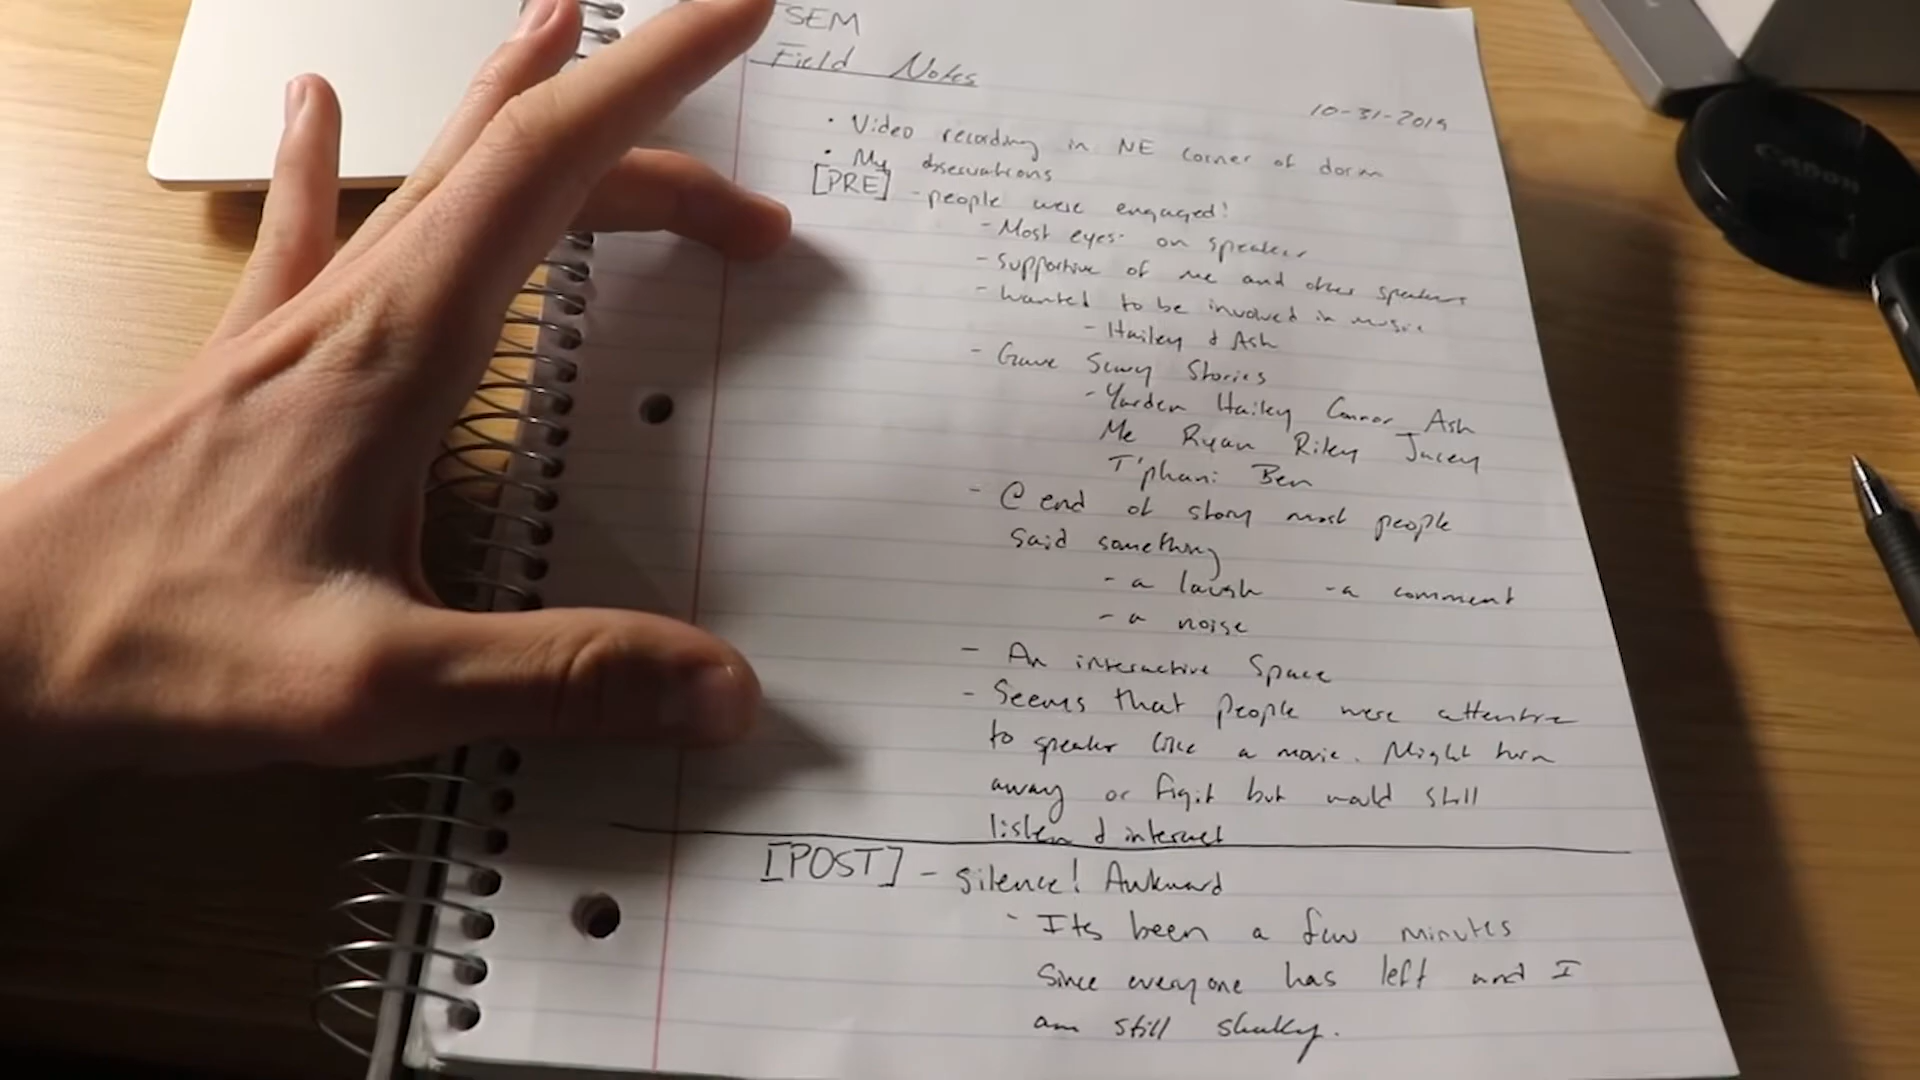 FSEM
Field Notes
10-31-2019
• Video recording in NE corner of dorm
• My observations
[PRE] - people were engaged!
- Most eyes on speaker
- Supportive of me and other speakers
- Wanted to be involved in music
- Hailey & Ash
- Gave Scary Stories
- Yarden Hailey Connor Ash
Me Ryan Riley Jacey
T'phani Ben
- @ end of story most people
said something
- a laugh - a comment
- a noise
- An interactive Space
- Seems that people were attentive
to speaker like a movie. Might turn
away or figit but would still
listen & interact
[POST] - Silence! Awkward
- Its been a few minutes
Since everyone has left and I
am still shaky.
Canon